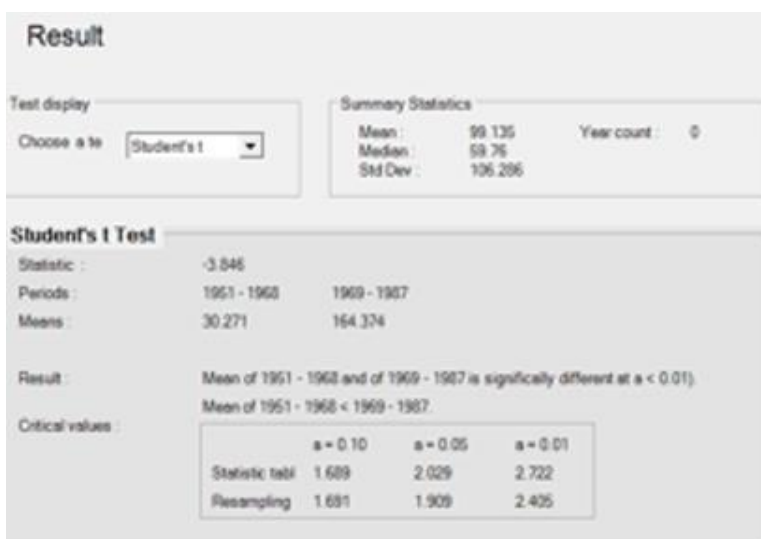 Result
Test display
Choose a te Student's t
Summary Statistics
Mean : 99.135 Year count : 0
Median : 59.76
Std Dev : 106.286
Student's t Test
Statistic : -3.846
Periods : 1951 - 1968 1969 - 1987
Means : 30.271 164.374
Result : Mean of 1951 - 1968 and of 1969 - 1987 is significally different at a < 0.01).
Mean of 1951 - 1968 < 1969 - 1987.
Critical values :
a = 0.10 a = 0.05 a = 0.01
Statistic tabl 1.689 2.029 2.722
Resampling 1.691 1.909 2.405